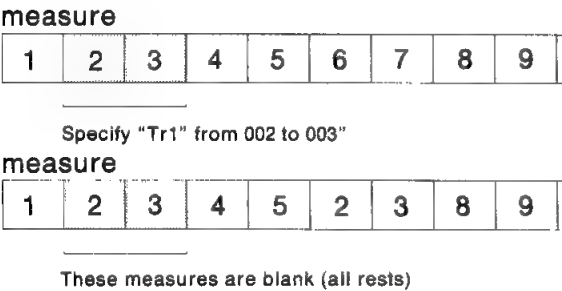 measure
1 2 3 4 5 6 7 8 9
Specify “Tr1” from 002 to 003”
measure
1 2 3 4 5 2 3 8 9
These measures are blank (all rests)